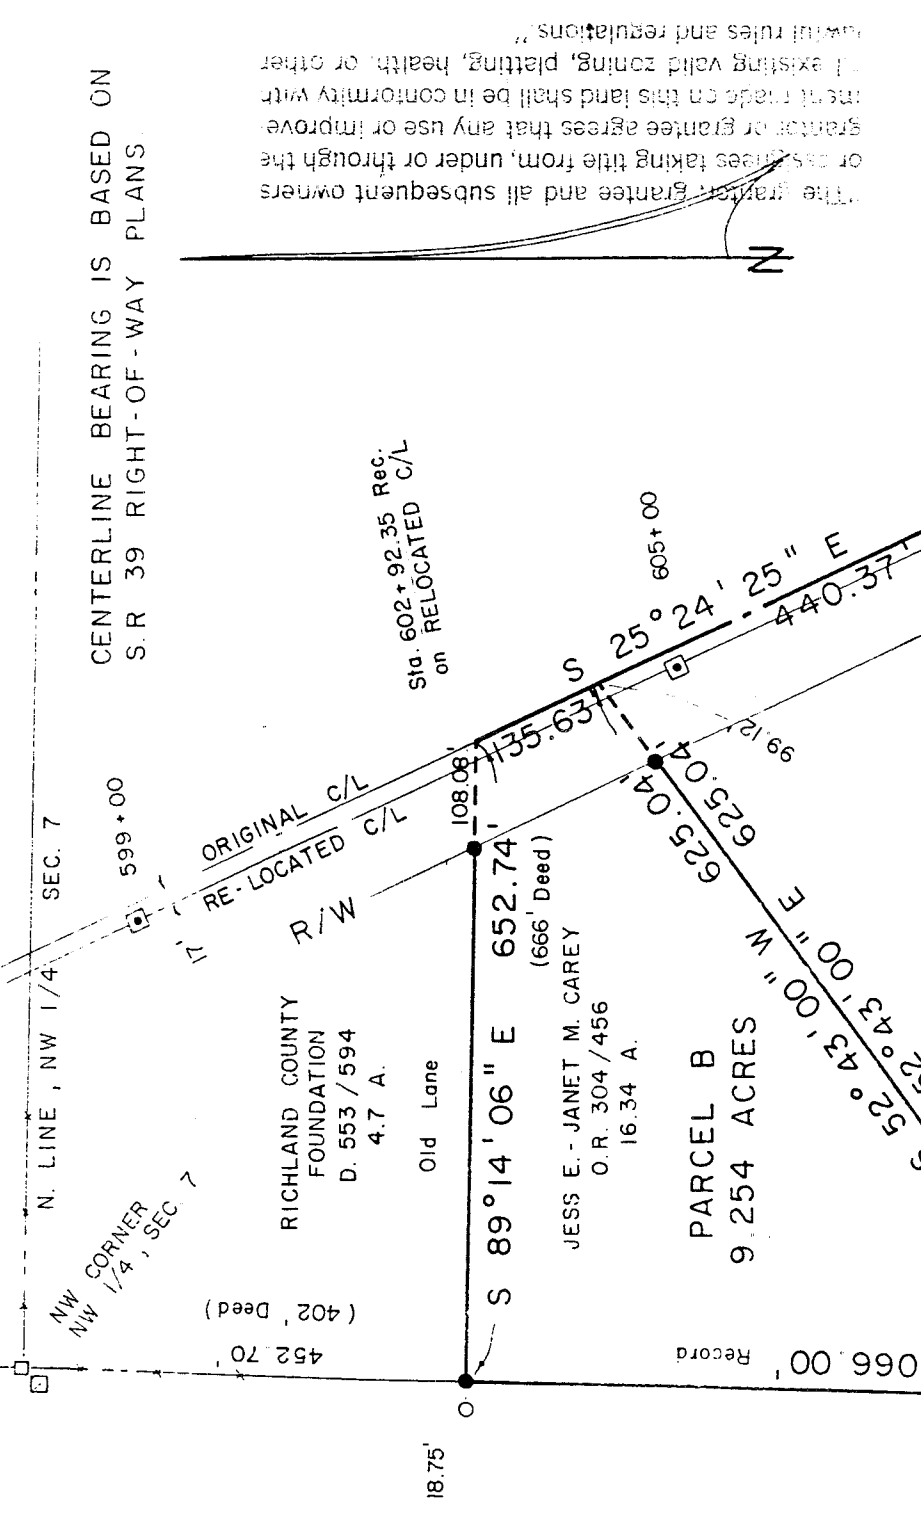 CENTERLINE BEARING IS BASED ON
S.R 39 RIGHT-OF-WAY PLANS.
"The grantor, grantee and all subsequent owners
or assignees taking title from, under or through the
grantor or grantee agrees that any use or improve-
ment made on this land shall be in conformity with
existing valid zoning, platting, health, or other
rules and regulations."
N
N. LINE, NW 1/4 SEC. 7
NW CORNER
NW 1/4, SEC. 7
599+00
17'
ORIGINAL C/L
RE-LOCATED C/L
R/W
Sta. 602+92.35 Rec.
on RELOCATED C/L
605+00
S 25°24'25" E
440.37'
135.63'
108.08'
99.12'
RICHLAND COUNTY
FOUNDATION
D. 553/594
4.7 A.
Old Lane
S 89°14'06" E 652.74'
(666' Deed)
JESS E.-JANET M. CAREY
O.R. 304/456
16.34 A.
PARCEL B
9.254 ACRES
625.04'
625.04'
52°43'00" W
S 52°43'00" E
(402' Deed)
452.70'
Record
066.00'
18.75'